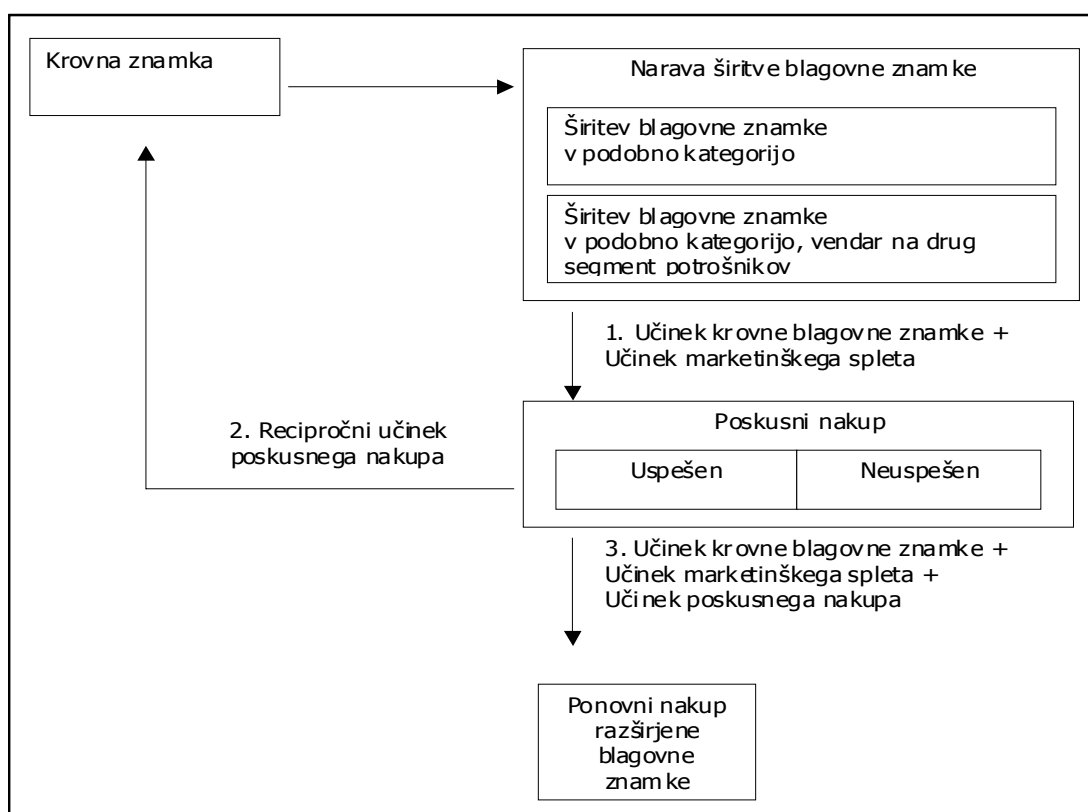 Krovna znamka
Narava širitve blagovne znamke
Širitev blagovne znamke
v podobno kategorijo
Širitev blagovne znamke
v podobno kategorijo, vendar na drug
segment potrošnikov
1. Učinek krovne blagovne znamke +
Učinek marketinškega spleta
2. Recipročni učinek
poskusnega nakupa
Poskusni nakup
Uspešen
Neuspešen
3. Učinek krovne blagovne znamke +
Učinek marketinškega spleta +
Učinek poskusnega nakupa
Ponovni nakup
razširjene
blagovne
znamke